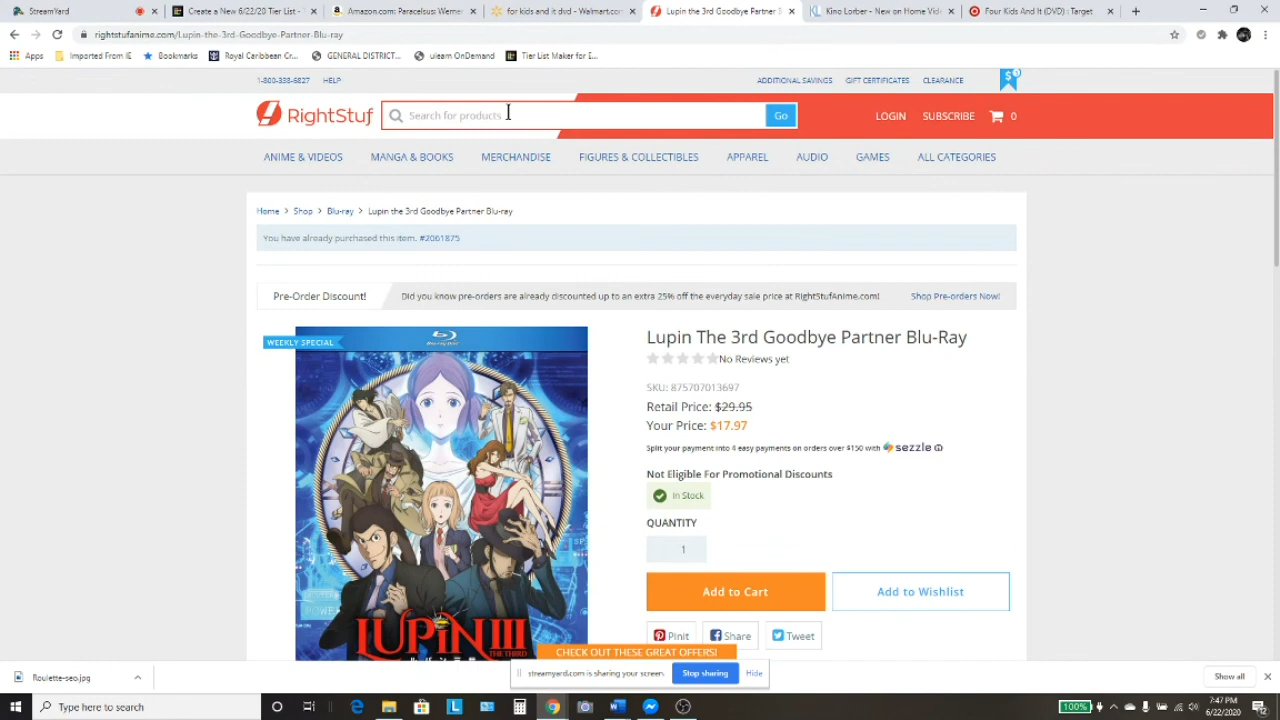 StreamYard
Create a New 6/22/20 Tier List -
Amazon.com: Paracelsus: Werner
for kids and it dvd - Walmart.com
Lupin the 3rd Goodbye Partner B
Kino Lorber - New on Home Vide
Four Kids And It (DVD) : Target
rightstufanime.com/Lupin-the-3rd-Goodbye-Partner-Blu-ray
Apps
Imported From IE
Bookmarks
Royal Caribbean Cr...
GENERAL DISTRICT...
ulearn OnDemand
Tier List Maker for I...
1-800-338-6827
HELP
ADDITIONAL SAVINGS
GIFT CERTIFICATES
CLEARANCE
RightStuf
Search for products
Go
LOGIN
SUBSCRIBE
0
ANIME & VIDEOS
MANGA & BOOKS
MERCHANDISE
FIGURES & COLLECTIBLES
APPAREL
AUDIO
GAMES
ALL CATEGORIES
Home > Shop > Blu-ray > Lupin the 3rd Goodbye Partner Blu-ray
You have already purchased this item. #2061875
Pre-Order Discount!
Did you know pre-orders are already discounted up to an extra 25% off the everyday sale price at RightStufAnime.com!
Shop Pre-orders Now!
WEEKLY SPECIAL
Blu-ray Disc
LUPIN III
THE THIRD
Lupin The 3rd Goodbye Partner Blu-Ray
No Reviews yet
SKU: 875707013697
Retail Price: $29.95
Your Price: $17.97
Split your payment into 4 easy payments on orders over $150 with sezzle
Not Eligible For Promotional Discounts
In Stock
QUANTITY
1
Add to Cart
Add to Wishlist
Pinit
Share
Tweet
CHECK OUT THESE GREAT OFFERS!
streamyard.com is sharing your screen.
Stop sharing
Hide
Roulette-seo.jpg
Show all
Type here to search
100%
7:47 PM
6/22/2020